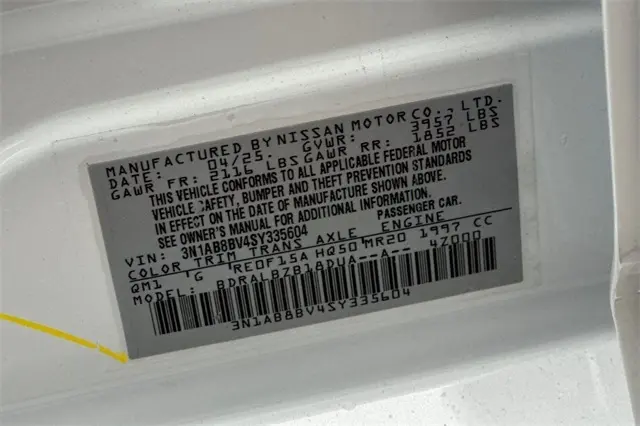 MANUFACTURED BY NISSAN MOTOR CO., LTD.
DATE: 04/25. GVWR: 3957 LBS
GAWR FR: 2116 LBS GAWR RR: 1852 LBS
THIS VEHICLE CONFORMS TO ALL APPLICABLE FEDERAL MOTOR
VEHICLE SAFETY, BUMPER AND THEFT PREVENTION STANDARDS
IN EFFECT ON THE DATE OF MANUFACTURE SHOWN ABOVE.
SEE OWNER'S MANUAL FOR ADDITIONAL INFORMATION.
VIN: 3N1AB8BV4SY335604 PASSENGER CAR.
COLOR TRIM TRANS AXLE ENGINE
QM1 G RE0F15A HQ50 MR20 1997 CC
MODEL: BDRALBZB18DUA--A-- 4Z000
3N1AB8BV4SY335604